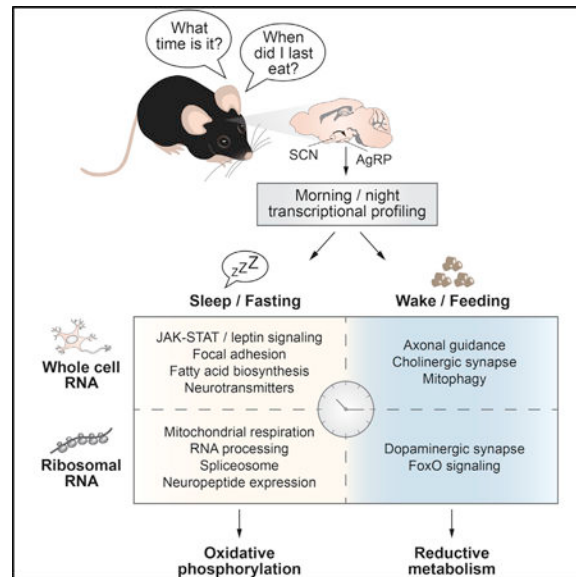 What
time is it?
When
did I last
eat?
SCN
AgRP
Morning / night
transcriptional profiling
zZZ
Sleep / Fasting
Wake / Feeding
Whole cell
RNA
JAK-STAT / leptin signaling
Focal adhesion
Fatty acid biosynthesis
Neurotransmitters
Axonal guidance
Cholinergic synapse
Mitophagy
Ribosomal
RNA
Mitochondrial respiration
RNA processing
Spliceosome
Neuropeptide expression
Dopaminergic synapse
FoxO signaling
Oxidative
phosphorylation
Reductive
metabolism